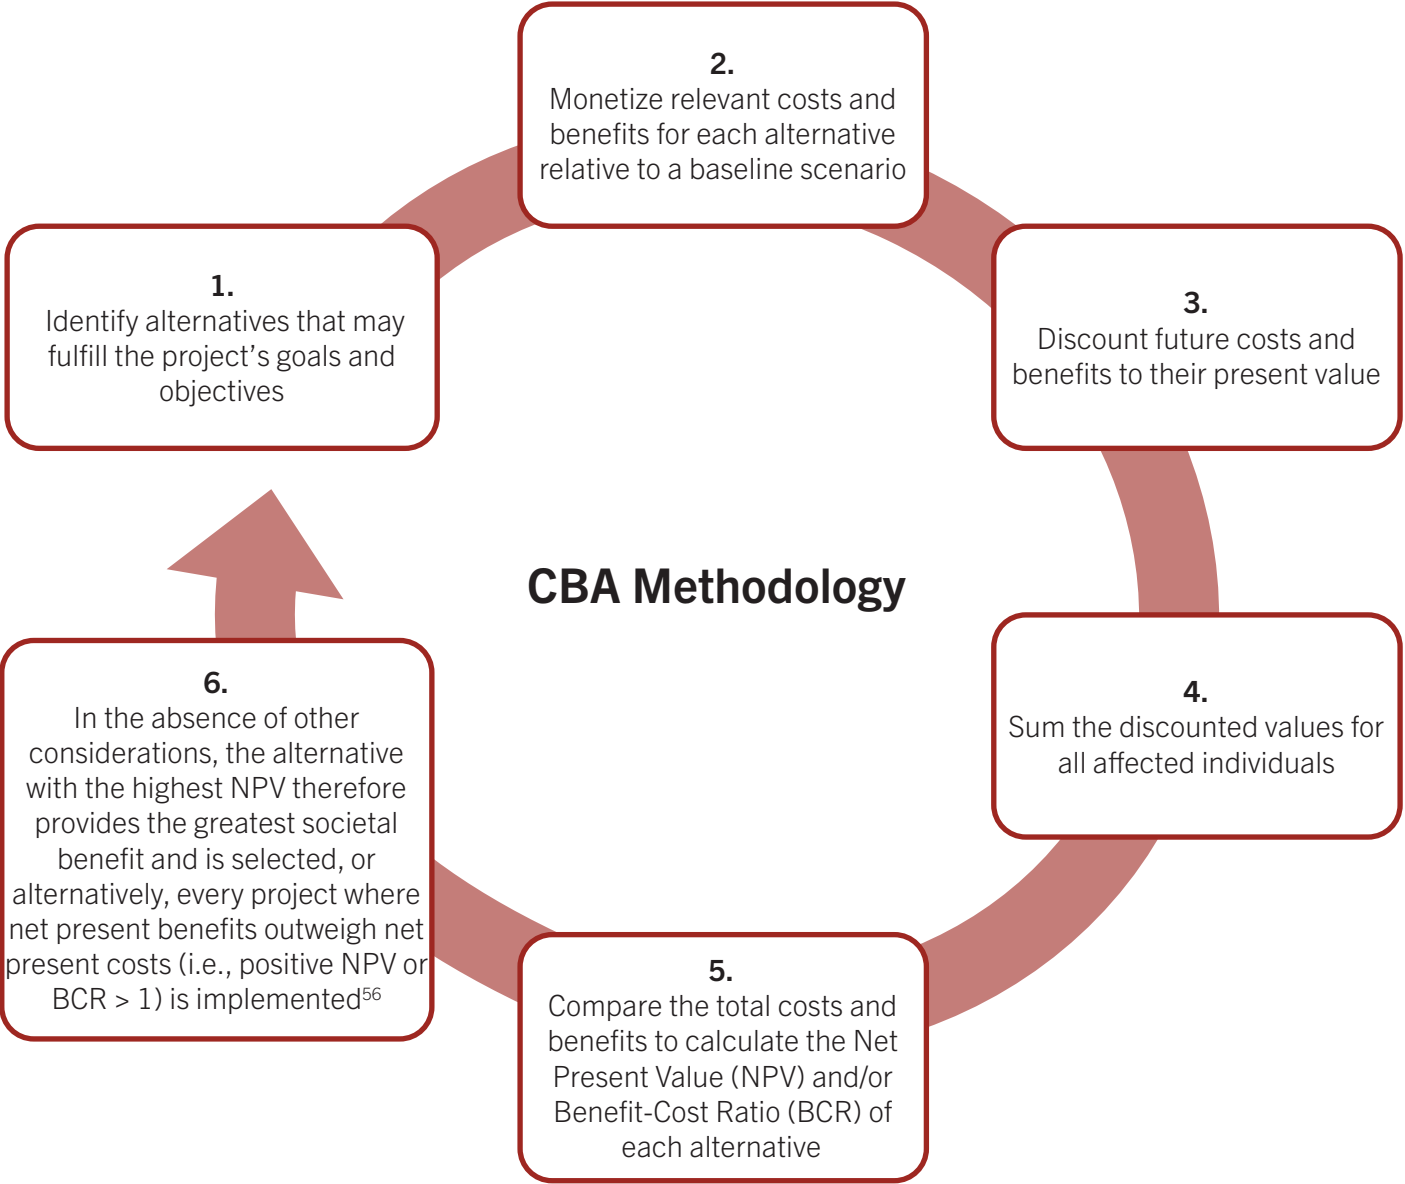 1.
Identify alternatives that may
fulfill the project’s goals and
objectives
2.
Monetize relevant costs and
benefits for each alternative
relative to a baseline scenario
3.
Discount future costs and
benefits to their present value
4.
Sum the discounted values for
all affected individuals
5.
Compare the total costs and
benefits to calculate the Net
Present Value (NPV) and/or
Benefit-Cost Ratio (BCR) of
each alternative
6.
In the absence of other
considerations, the alternative
with the highest NPV therefore
provides the greatest societal
benefit and is selected, or
alternatively, every project where
net present benefits outweigh net
present costs (i.e., positive NPV or
BCR > 1) is implemented56
CBA Methodology